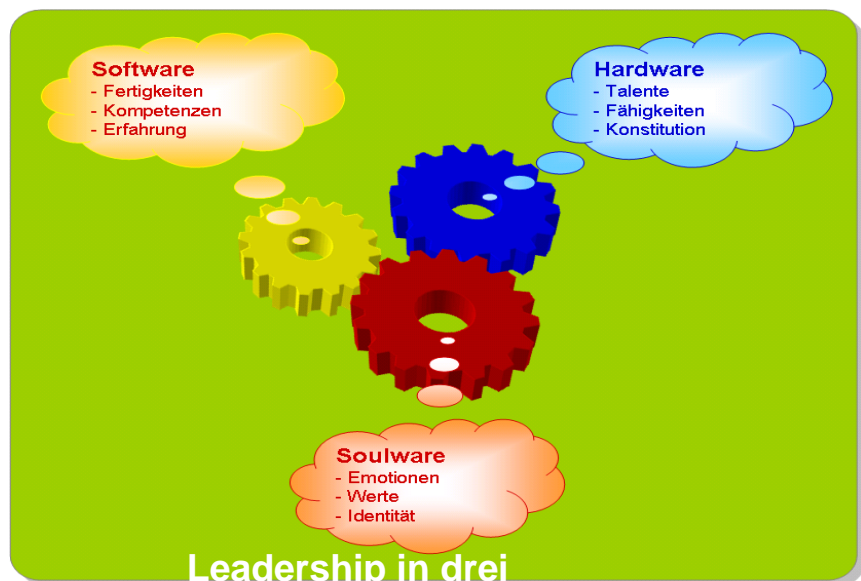 Software
- Fertigkeiten
- Kompetenzen
- Erfahrung
Hardware
- Talente
- Fähigkeiten
- Konstitution
Soulware
- Emotionen
- Werte
- Identität
Leadership in drei